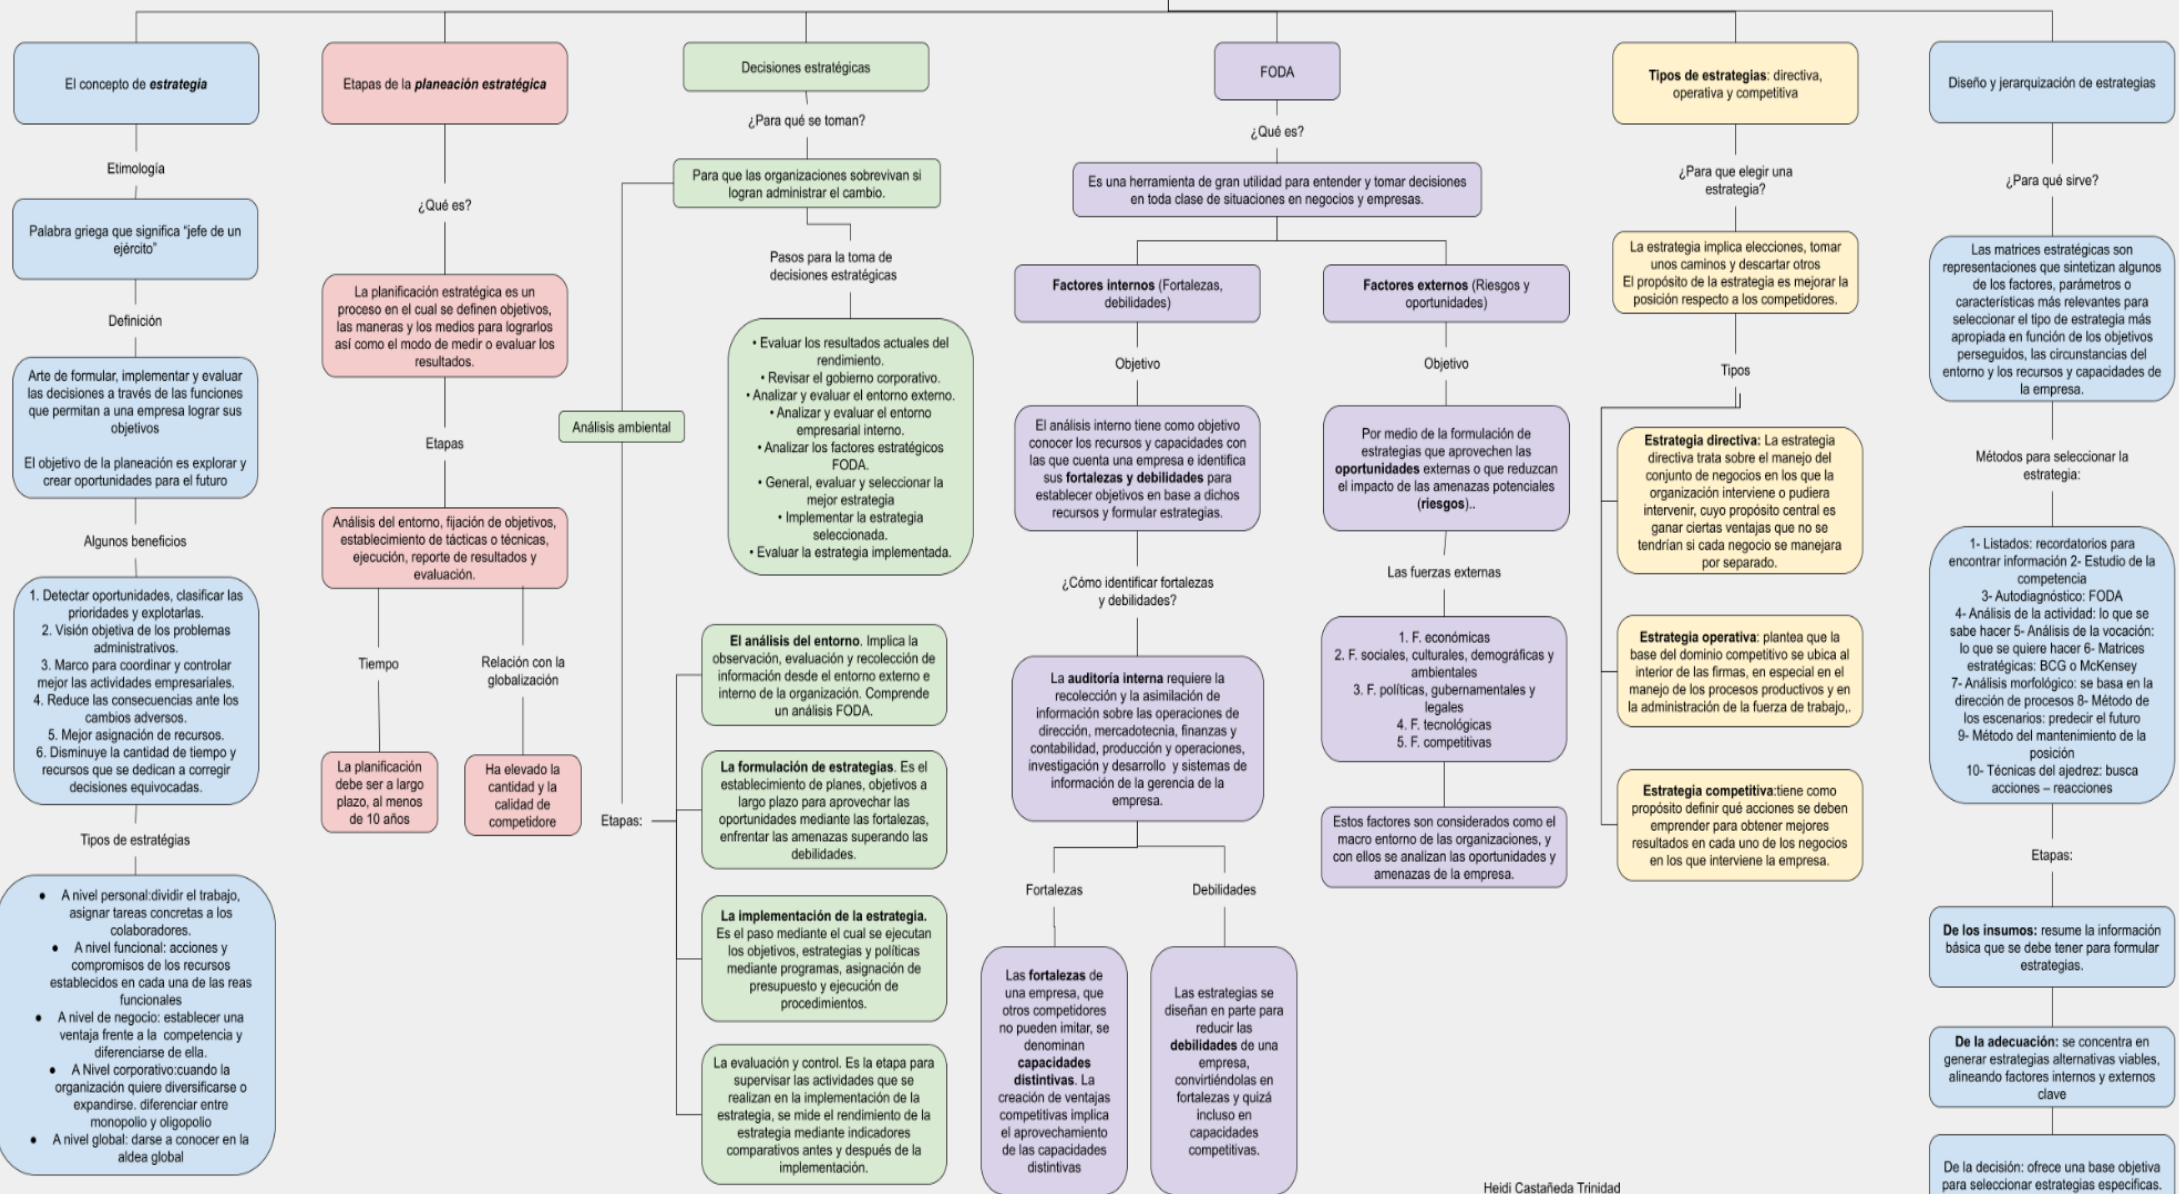 El concepto de estrategia
Etimología
Palabra griega que significa “jefe de un
ejército”
Definición
Arte de formular, implementar y evaluar
las decisiones a través de las funciones
que permitan a una empresa lograr sus
objetivos
El objetivo de la planeación es explorar y
crear oportunidades para el futuro
Algunos beneficios
1. Detectar oportunidades, clasificar las
prioridades y explotarlas.
2. Visión objetiva de los problemas
administrativos.
3. Marco para coordinar y controlar
mejor las actividades empresariales.
4. Reduce las consecuencias ante los
cambios adversos.
5. Mejor asignación de recursos.
6. Disminuye la cantidad de tiempo y
recursos que se dedican a corregir
decisiones equivocadas.
Tipos de estratégias
● A nivel personal:dividir el trabajo,
asignar tareas concretas a los
colaboradores.
● A nivel funcional: acciones y
compromisos de los recursos
establecidos en cada una de las reas
funcionales
● A nivel de negocio: establecer una
ventaja frente a la competencia y
diferenciarse de ella.
● A Nivel corporativo:cuando la
organización quiere diversificarse o
expandirse. diferenciar entre
monopolio y oligopolio
● A nivel global: darse a conocer en la
aldea global
Etapas de la planeación estratégica
¿Qué es?
La planificación estratégica es un
proceso en el cual se definen objetivos,
las maneras y los medios para lograrlos
así como el modo de medir o evaluar los
resultados.
Etapas
Análisis del entorno, fijación de objetivos,
establecimiento de tácticas o técnicas,
ejecución, reporte de resultados y
evaluación.
Tiempo
La planificación
debe ser a largo
plazo, al menos
de 10 años
Relación con la
globalización
Ha elevado la
cantidad y la
calidad de
competidore
Decisiones estratégicas
¿Para qué se toman?
Para que las organizaciones sobrevivan si
logran administrar el cambio.
Pasos para la toma de
decisiones estratégicas
• Evaluar los resultados actuales del
rendimiento.
• Revisar el gobierno corporativo.
• Analizar y evaluar el entorno externo.
• Analizar y evaluar el entorno
empresarial interno.
• Analizar los factores estratégicos
FODA.
• General, evaluar y seleccionar la
mejor estrategia
• Implementar la estrategia
seleccionada.
• Evaluar la estrategia implementada.
Análisis ambiental
Etapas:
El análisis del entorno. Implica la
observación, evaluación y recolección de
información desde el entorno externo e
interno de la organización. Comprende
un análisis FODA.
La formulación de estrategias. Es el
establecimiento de planes, objetivos a
largo plazo para aprovechar las
oportunidades mediante las fortalezas,
enfrentar las amenazas superando las
debilidades.
La implementación de la estrategia.
Es el paso mediante el cual se ejecutan
los objetivos, estrategias y políticas
mediante programas, asignación de
presupuesto y ejecución de
procedimientos.
La evaluación y control. Es la etapa para
supervisar las actividades que se
realizan en la implementación de la
estrategia, se mide el rendimiento de la
estrategia mediante indicadores
comparativos antes y después de la
implementación.
FODA
¿Qué es?
Es una herramienta de gran utilidad para entender y tomar decisiones
en toda clase de situaciones en negocios y empresas.
Factores internos (Fortalezas,
debilidades)
Objetivo
El análisis interno tiene como objetivo
conocer los recursos y capacidades con
las que cuenta una empresa e identifica
sus fortalezas y debilidades para
establecer objetivos en base a dichos
recursos y formular estrategias.
¿Cómo identificar fortalezas
y debilidades?
La auditoría interna requiere la
recolección y la asimilación de
información sobre las operaciones de
dirección, mercadotecnia, finanzas y
contabilidad, producción y operaciones,
investigación y desarrollo y sistemas de
información de la gerencia de la
empresa.
Fortalezas
Las fortalezas de
una empresa, que
otros competidores
no pueden imitar, se
denominan
capacidades
distintivas. La
creación de ventajas
competitivas implica
el aprovechamiento
de las capacidades
distintivas
Debilidades
Las estrategias se
diseñan en parte para
reducir las
debilidades de una
empresa,
convirtiéndolas en
fortalezas y quizá
incluso en
capacidades
competitivas.
Factores externos (Riesgos y
oportunidades)
Objetivo
Por medio de la formulación de
estrategias que aprovechen las
oportunidades externas o que reduzcan
el impacto de las amenazas potenciales
(riesgos)..
Las fuerzas externas
1. F. económicas
2. F. sociales, culturales, demográficas y
ambientales
3. F. políticas, gubernamentales y
legales
4. F. tecnológicas
5. F. competitivas
Estos factores son considerados como el
macro entorno de las organizaciones, y
con ellos se analizan las oportunidades y
amenazas de la empresa.
Tipos de estrategias: directiva,
operativa y competitiva
¿Para que elegir una
estrategia?
La estrategia implica elecciones, tomar
unos caminos y descartar otros
El propósito de la estrategia es mejorar la
posición respecto a los competidores.
Tipos
Estrategia directiva: La estrategia
directiva trata sobre el manejo del
conjunto de negocios en los que la
organización interviene o pudiera
intervenir, cuyo propósito central es
ganar ciertas ventajas que no se
tendrían si cada negocio se manejara
por separado.
Estrategia operativa: plantea que la
base del dominio competitivo se ubica al
interior de las firmas, en especial en el
manejo de los procesos productivos y en
la administración de la fuerza de trabajo,.
Estrategia competitiva:tiene como
propósito definir qué acciones se deben
emprender para obtener mejores
resultados en cada uno de los negocios
en los que interviene la empresa.
Diseño y jerarquización de estrategias
¿Para qué sirve?
Las matrices estratégicas son
representaciones que sintetizan algunos
de los factores, parámetros o
características más relevantes para
seleccionar el tipo de estrategia más
apropiada en función de los objetivos
perseguidos, las circunstancias del
entorno y los recursos y capacidades de
la empresa.
Métodos para seleccionar la
estrategia:
1- Listados: recordatorios para
encontrar información 2- Estudio de la
competencia
3- Autodiagnóstico: FODA
4- Análisis de la actividad: lo que se
sabe hacer 5- Análisis de la vocación:
lo que se quiere hacer 6- Matrices
estratégicas: BCG o McKensey
7- Análisis morfológico: se basa en la
dirección de procesos 8- Método de
los escenarios: predecir el futuro
9- Método del mantenimiento de la
posición
10- Técnicas del ajedrez: busca
acciones – reacciones
Etapas:
De los insumos: resume la información
básica que se debe tener para formular
estrategias.
De la adecuación: se concentra en
generar estrategias alternativas viables,
alineando factores internos y externos
clave
De la decisión: ofrece una base objetiva
para seleccionar estrategias especificas.
Heidi Castañeda Trinidad